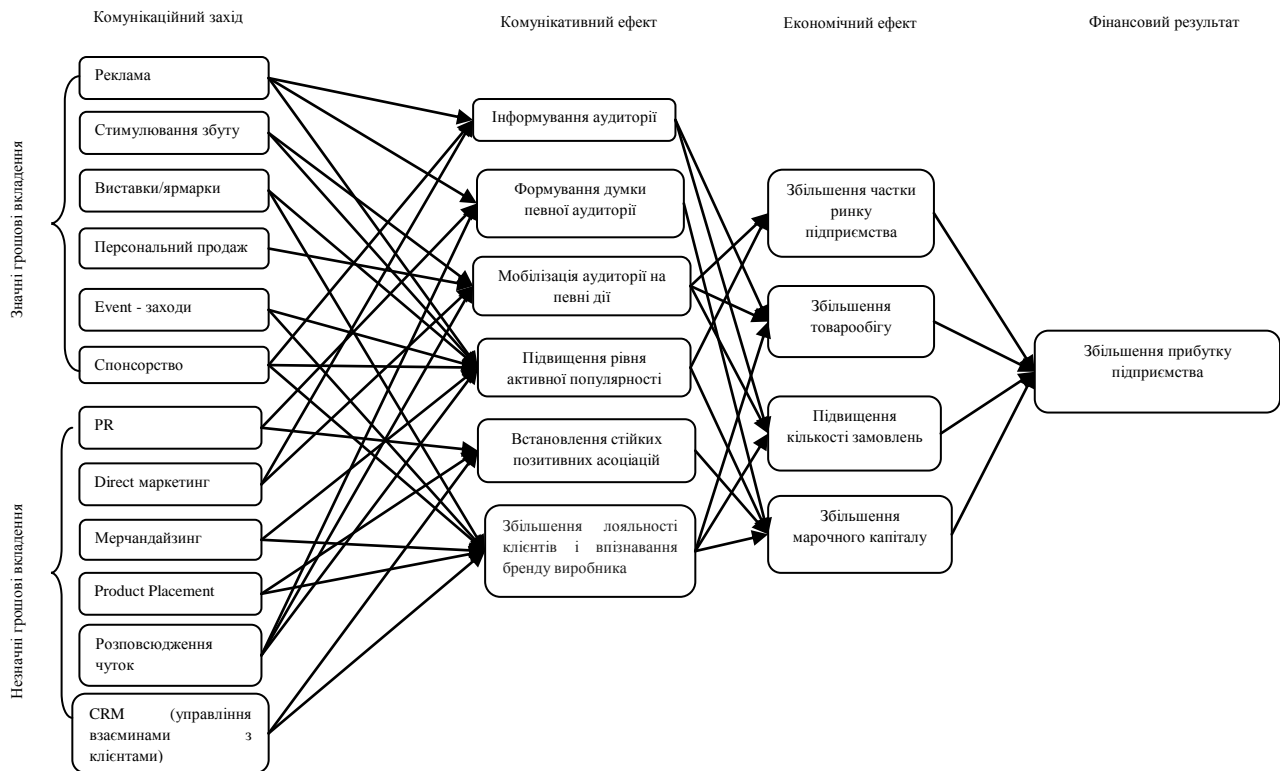 Комунікаційний захід
Комунікативний ефект
Економічний ефект
Фінансовий результат
Значні грошові вкладення
Реклама
Стимулювання збуту
Виставки/ярмарки
Персональний продаж
Event - заходи
Спонсорство
Незначні грошові вкладення
PR
Direct маркетинг
Мерчандайзинг
Product Placement
Розповсюдження
чуток
CRM (управління
взаєминами з
клієнтами)
Інформування аудиторії
Формування думки
певної аудиторії
Мобілізація аудиторії на
певні дії
Підвищення рівня
активної популярності
Встановлення стійких
позитивних асоціацій
Збільшення лояльності
клієнтів і впізнавання
бренду виробника
Збільшення частки
ринку
підприємства
Збільшення
товарообігу
Підвищення
кількості замовлень
Збільшення
марочного капіталу
Збільшення прибутку
підприємства